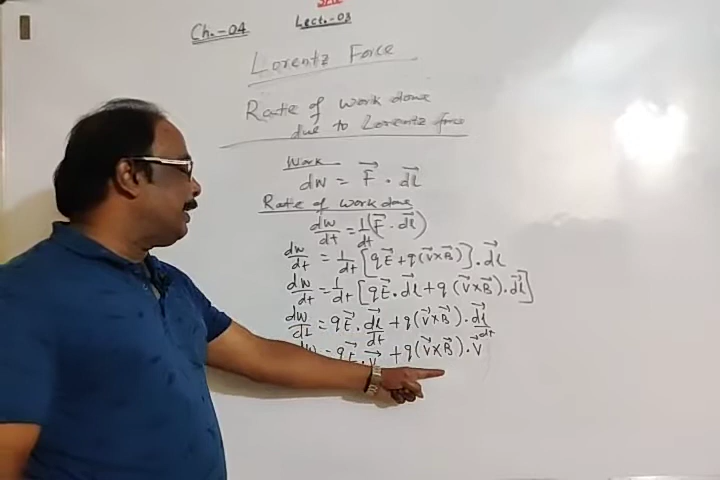 Ch.-04 Lect.-03
Lorentz Force
Rate of work done
due to Lorentz force
Work
dW = F⃗ . dl⃗
Rate of work done
dW/dt = 1/dt (F⃗ . dl⃗)
dW/dt = 1/dt [qE⃗ + q(V⃗×B⃗)] . dl⃗
dW/dt = 1/dt [qE⃗ . dl⃗ + q(V⃗×B⃗) . dl⃗]
dW/dt = qE⃗ . dl⃗/dt + q(V⃗×B⃗) . dl⃗/dt
dW = qE⃗ . V⃗ + q(V⃗×B⃗) . V⃗